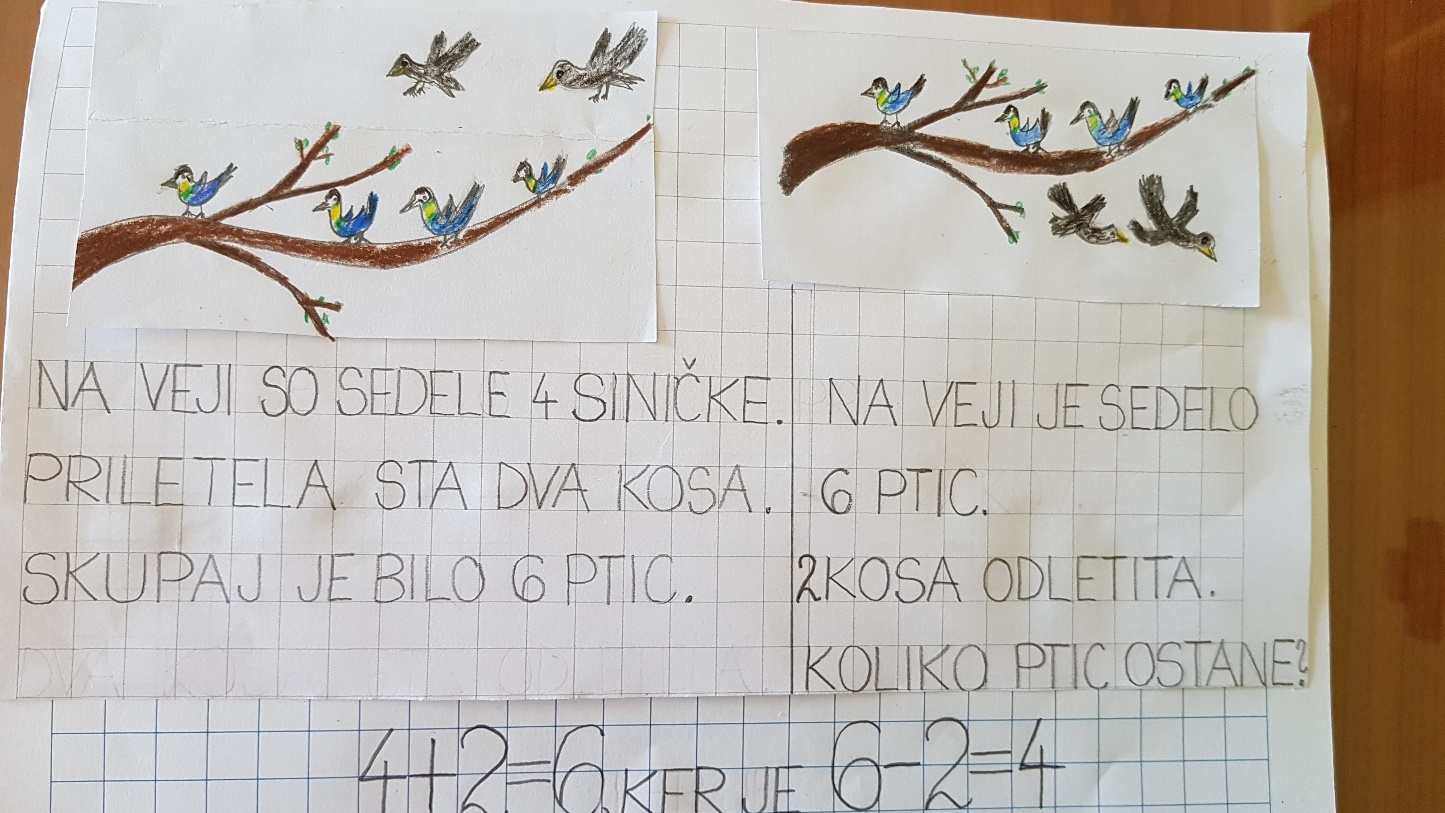 NA VEJI SO SEDELE 4 SINIČKE.
PRILETELA STA DVA KOSA.
SKUPAJ JE BILO 6 PTIC.
NA VEJI JE SEDELO
6 PTIC.
2 KOSA ODLETITA.
KOLIKO PTIC OSTANE?
4+2=6, KER JE 6-2=4